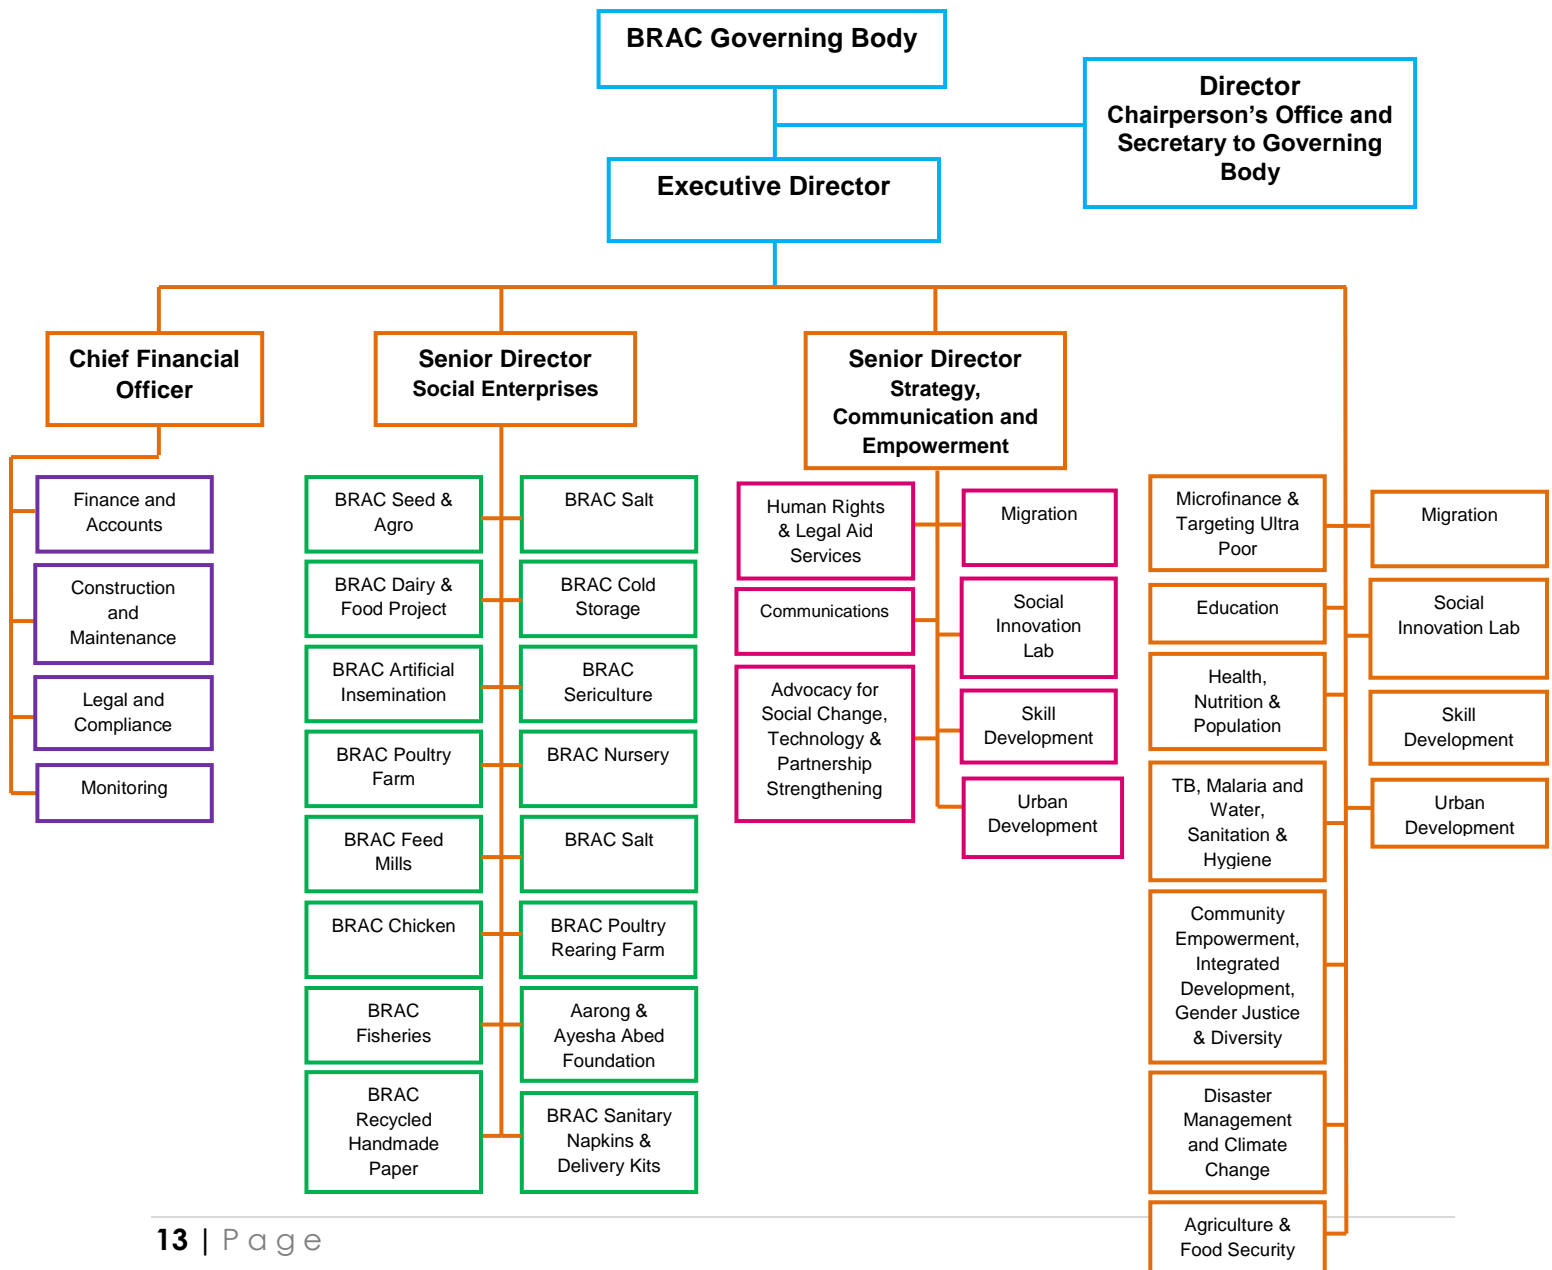 BRAC Governing Body
Director
Chairperson’s Office and
Secretary to Governing
Body
Executive Director
Chief Financial
Officer
Senior Director
Social Enterprises
Senior Director
Strategy,
Communication and
Empowerment
Finance and
Accounts
Construction
and
Maintenance
Legal and
Compliance
Monitoring
BRAC Seed &
Agro
BRAC Dairy &
Food Project
BRAC Artificial
Insemination
BRAC Poultry
Farm
BRAC Feed
Mills
BRAC Chicken
BRAC
Fisheries
BRAC
Recycled
Handmade
Paper
BRAC Salt
BRAC Cold
Storage
BRAC
Sericulture
BRAC Nursery
BRAC Salt
BRAC Poultry
Rearing Farm
Aarong &
Ayesha Abed
Foundation
BRAC Sanitary
Napkins &
Delivery Kits
Human Rights
& Legal Aid
Services
Communications
Advocacy for
Social Change,
Technology &
Partnership
Strengthening
Migration
Social
Innovation
Lab
Skill
Development
Urban
Development
Microfinance &
Targeting Ultra
Poor
Education
Health,
Nutrition &
Population
TB, Malaria and
Water,
Sanitation &
Hygiene
Community
Empowerment,
Integrated
Development,
Gender Justice
& Diversity
Disaster
Management
and Climate
Change
Agriculture &
Food Security
Migration
Social
Innovation Lab
Skill
Development
Urban
Development
13 | Page